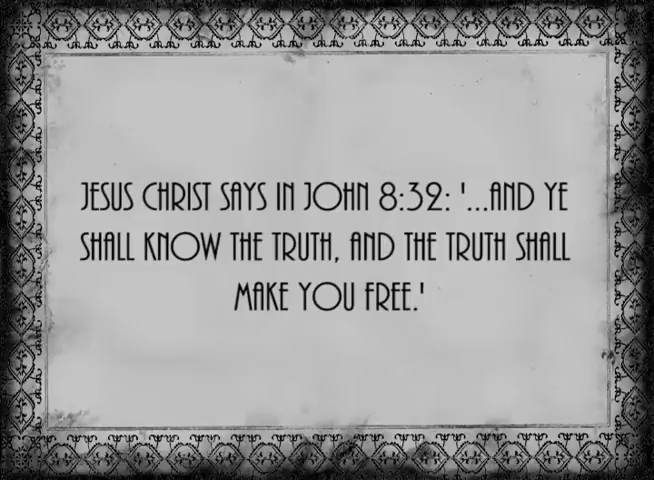 JESUS CHRIST SAYS IN JOHN 8:32: '...AND YE
SHALL KNOW THE TRUTH, AND THE TRUTH SHALL
MAKE YOU FREE.'